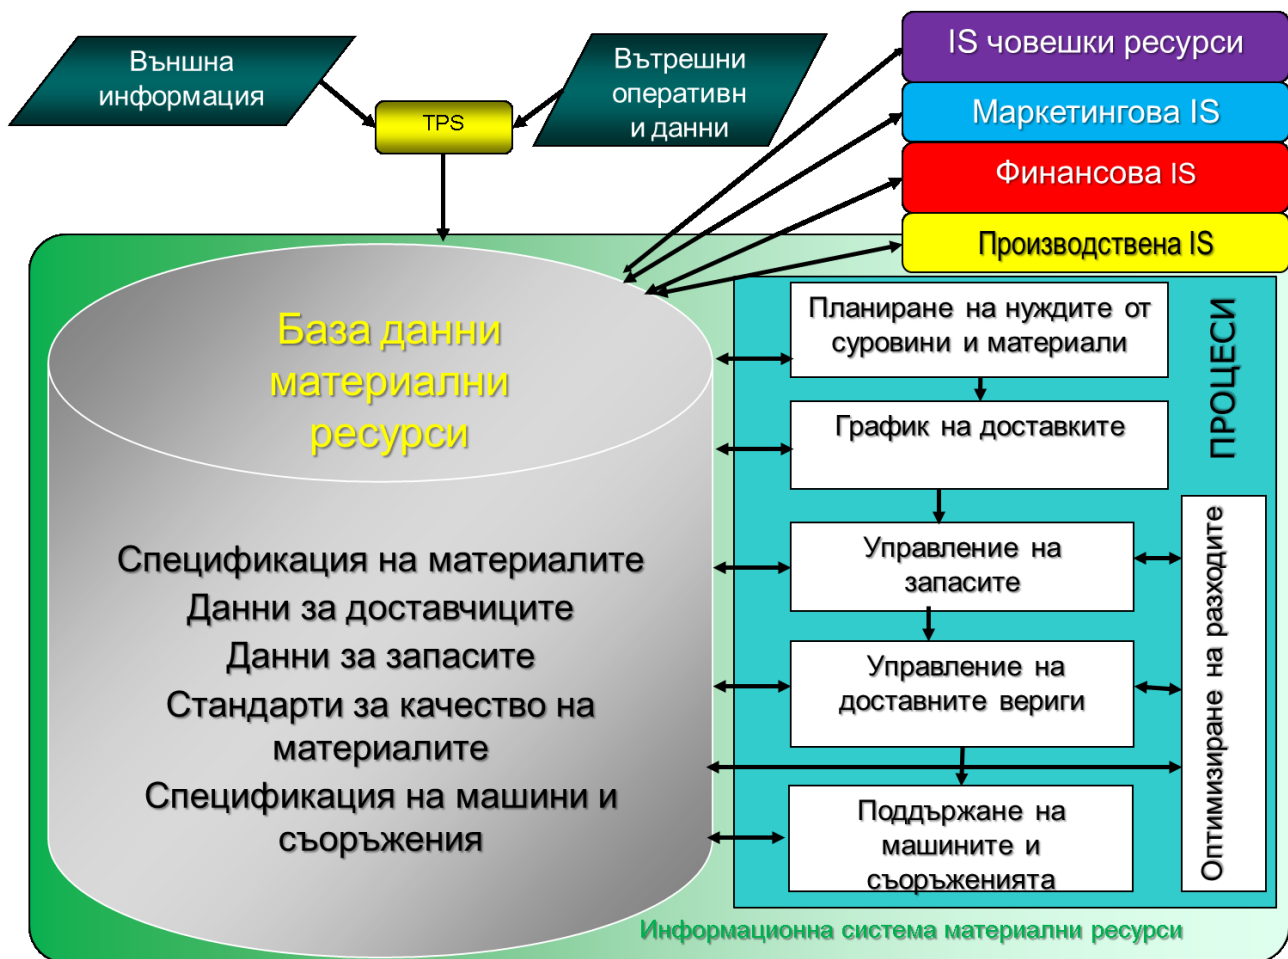 Външна
информация
TPS
Вътрешни
оперативн
и данни
IS човешки ресурси
Маркетингова IS
Финансова IS
Производствена IS
База данни
материални
ресурси
Спецификация на материалите
Данни за доставчиците
Данни за запасите
Стандарти за качество на
материалите
Спецификация на машини и
съоръжения
ПРОЦЕСИ
Планиране на нуждите от
суровини и материали
График на доставките
Управление на
запасите
Управление на
доставните вериги
Поддържане на
машините и
съоръженията
Оптимизиране на разходите
Информационна система материални ресурси